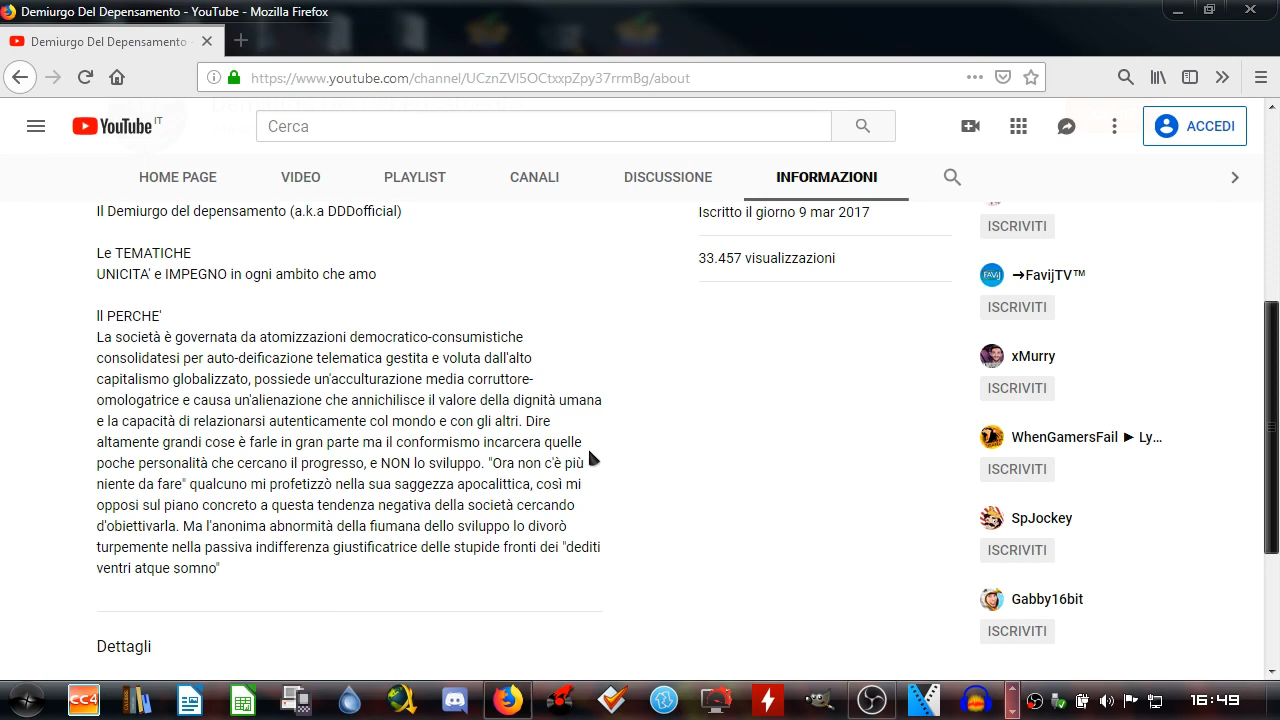 Demiurgo Del Depensamento - YouTube - Mozilla Firefox
Demiurgo Del Depensamento -
https://www.youtube.com/channel/UCznZVl5OCtxxpZpy37rrmBg/about
YouTube IT
Cerca
ACCEDI
HOME PAGE VIDEO PLAYLIST CANALI DISCUSSIONE INFORMAZIONI
Il Demiurgo del depensamento (a.k.a DDDofficial)
Le TEMATICHE
UNICITA' e IMPEGNO in ogni ambito che amo
Il PERCHE'
La società è governata da atomizzazioni democratico-consumistiche
consolidatesi per auto-deificazione telematica gestita e voluta dall'alto
capitalismo globalizzato, possiede un'acculturazione media corruttore-
omologatrice e causa un'alienazione che annichilisce il valore della dignità umana
e la capacità di relazionarsi autenticamente col mondo e con gli altri. Dire
altamente grandi cose è farle in gran parte ma il conformismo incarcera quelle
poche personalità che cercano il progresso, e NON lo sviluppo. "Ora non c'è più
niente da fare" qualcuno mi profetizzò nella sua saggezza apocalittica, così mi
opposi sul piano concreto a questa tendenza negativa della società cercando
d'obiettivarla. Ma l'anonima abnormità della fiumana dello sviluppo lo divorò
turpemente nella passiva indifferenza giustificatrice delle stupide fronti dei "dediti
ventri atque somno"
Dettagli
Iscritto il giorno 9 mar 2017
33.457 visualizzazioni
ISCRIVITI
FAVIJ
➜FavijTV™
ISCRIVITI
xMurry
ISCRIVITI
WhenGamersFail ► Ly...
ISCRIVITI
SpJockey
ISCRIVITI
Gabby16bit
ISCRIVITI
CC4
16:49